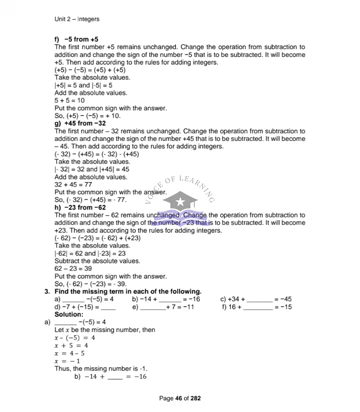 Unit 2 – Integers
f) −5 from +5
The first number +5 remains unchanged. Change the operation from subtraction to
addition and change the sign of the number −5 that is to be subtracted. It will become
+5. Then add according to the rules for adding integers.
(+5) − (−5) = (+5) + (+5)
Take the absolute values.
|+5| = 5 and |-5| = 5
Add the absolute values.
5 + 5 = 10
Put the common sign with the answer.
So, (+5) − (−5) = + 10.
g) +45 from −32
The first number – 32 remains unchanged. Change the operation from subtraction to
addition and change the sign of the number +45 that is to be subtracted. It will become
– 45. Then add according to the rules for adding integers.
(- 32) − (+45) = (- 32) - (+45)
Take the absolute values.
|- 32| = 32 and |+45| = 45
Add the absolute values.
32 + 45 = 77
Put the common sign with the answer.
So, (- 32) − (+45) = - 77.
h) −23 from −62
The first number – 62 remains unchanged. Change the operation from subtraction to
addition and change the sign of the number −23 that is to be subtracted. It will become
+23. Then add according to the rules for adding integers.
(- 62) − (−23) = (- 62) + (+23)
Take the absolute values.
|-62| = 62 and |-23| = 23
Subtract the absolute values.
62 – 23 = 39
Put the common sign with the answer.
So, (- 62) − (−23) = - 39.
3. Find the missing term in each of the following.
a) ______ −(−5) = 4 b) −14 + ______ = −16 c) +34 + ______ = −45
d) −7 + (−15) = ____ e) ______ + 7 = −11 f) 16 + ______ = −15
Solution:
a) ______ −(−5) = 4
Let x be the missing number, then
x - (−5) = 4
x + 5 = 4
x = 4 – 5
x = − 1
Thus, the missing number is -1.
b) −14 + ____ = −16
Page 46 of 282
VOICE OF LEARNING